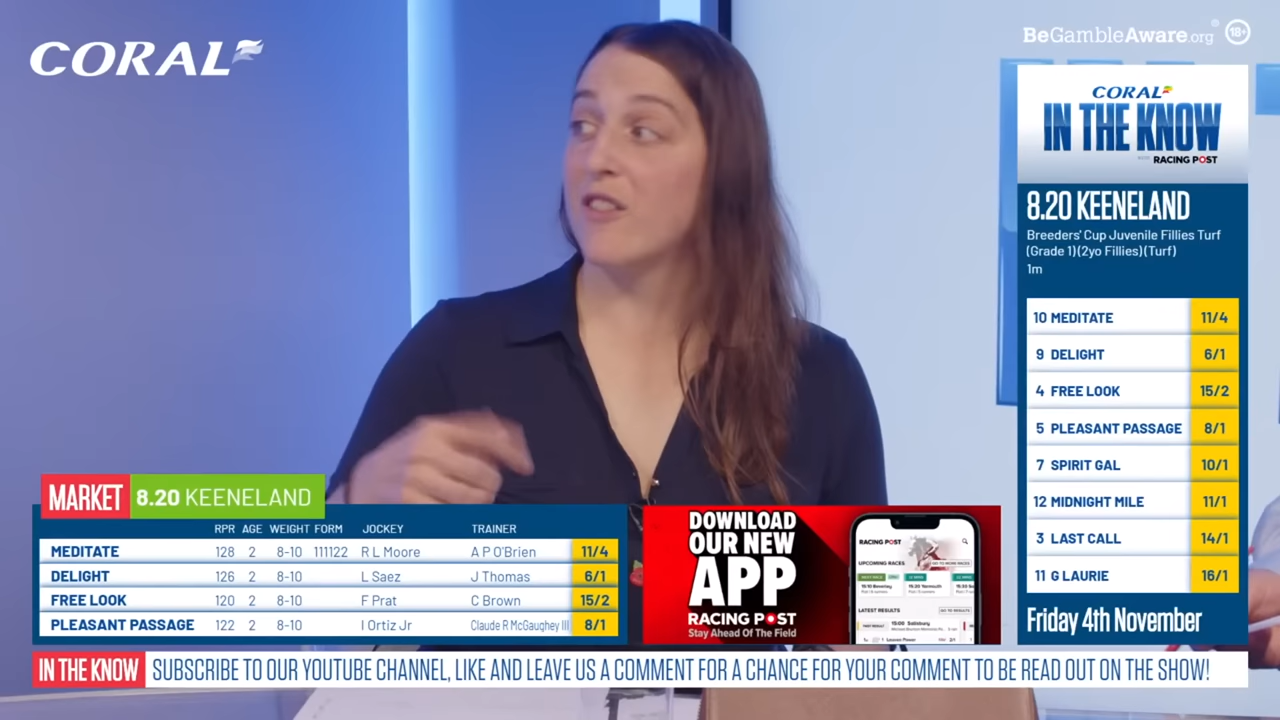 CORAL
BeGambleAware.org® 18+
CORAL
IN THE KNOW
WITH RACING POST
8.20 KEENELAND
Breeders' Cup Juvenile Fillies Turf
(Grade 1)(2yo Fillies)(Turf)
1m
10 MEDITATE 11/4
9 DELIGHT 6/1
4 FREE LOOK 15/2
5 PLEASANT PASSAGE 8/1
7 SPIRIT GAL 10/1
12 MIDNIGHT MILE 11/1
3 LAST CALL 14/1
11 G LAURIE 16/1
Friday 4th November
MARKET 8.20 KEENELAND
RPR AGE WEIGHT FORM JOCKEY TRAINER
MEDITATE 128 2 8-10 111122 R L Moore A P O'Brien 11/4
DELIGHT 126 2 8-10 L Saez J Thomas 6/1
FREE LOOK 120 2 8-10 F Prat C Brown 15/2
PLEASANT PASSAGE 122 2 8-10 I Ortiz Jr Claude R McGaughey III 8/1
DOWNLOAD
OUR NEW
APP
RACING POST
Stay Ahead Of The Field
RACING POST
UPCOMING RACES
LATEST RESULTS
IN THE KNOW SUBSCRIBE TO OUR YOUTUBE CHANNEL, LIKE AND LEAVE US A COMMENT FOR A CHANCE FOR YOUR COMMENT TO BE READ OUT ON THE SHOW!